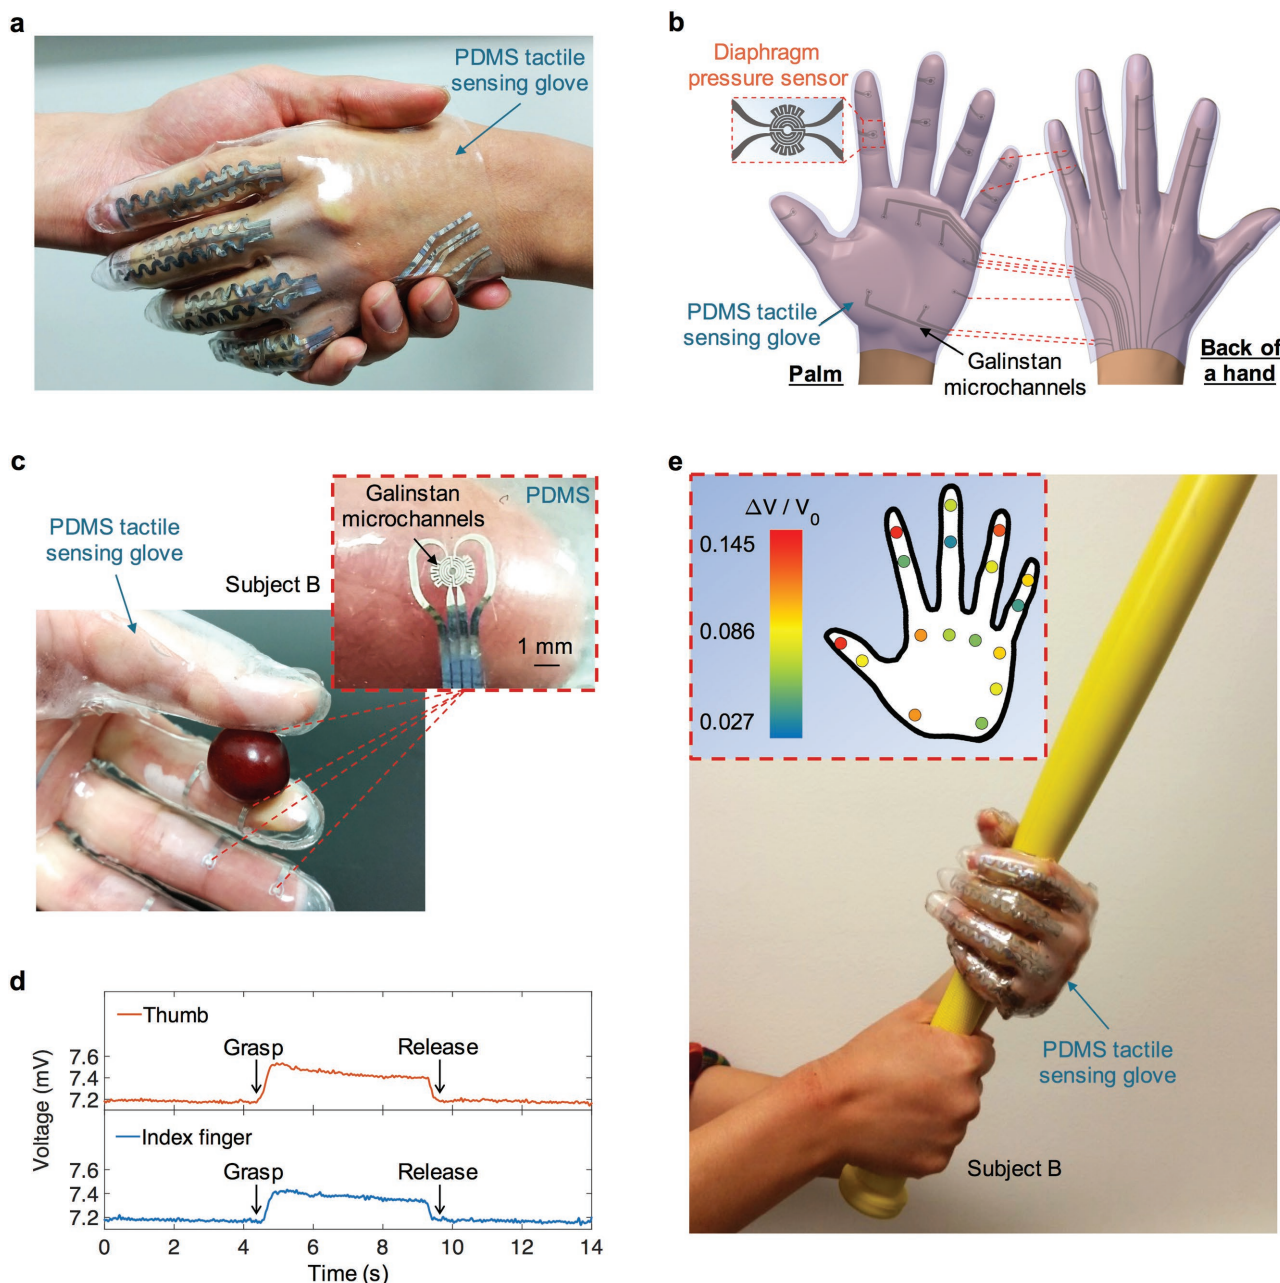 a
PDMS tactile
sensing glove
b
Diaphragm
pressure sensor
PDMS tactile
sensing glove
Palm
Galinstan
microchannels
Back of
a hand
c
PDMS tactile
sensing glove
Subject B
Galinstan
microchannels
PDMS
1 mm
d
Voltage (mV)
Thumb
Grasp
Release
7.6
7.4
7.2
Index finger
Grasp
Release
7.6
7.4
7.2
0 2 4 6 8 10 12 14
Time (s)
e
ΔV / V₀
0.145
0.086
0.027
PDMS tactile
sensing glove
Subject B